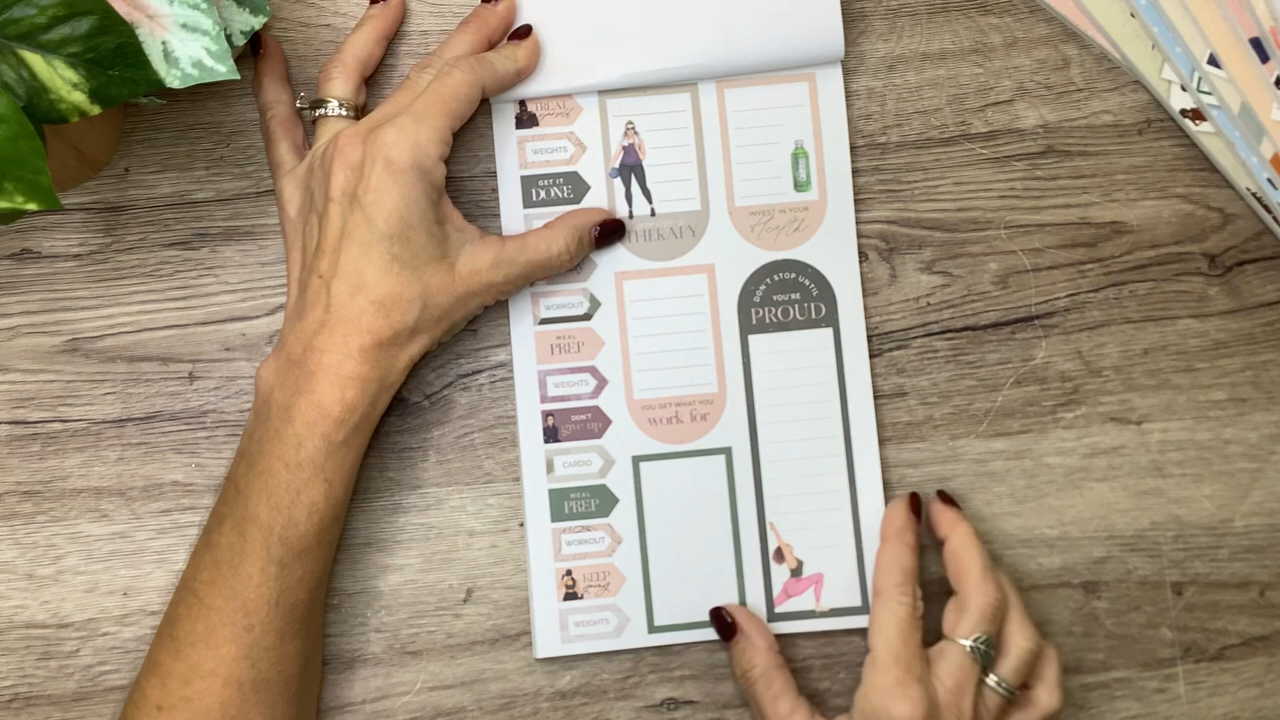 TREAT
WEIGHTS
GET IT
DONE
WORKOUT
MEAL
PREP
WEIGHTS
DON'T
give up
CARDIO
MEAL
PREP
WORKOUT
KEEP
WEIGHTS
THERAPY
INVEST IN YOUR
Health
YOU GET WHAT YOU
work for
DON'T STOP UNTIL
YOU'RE
PROUD